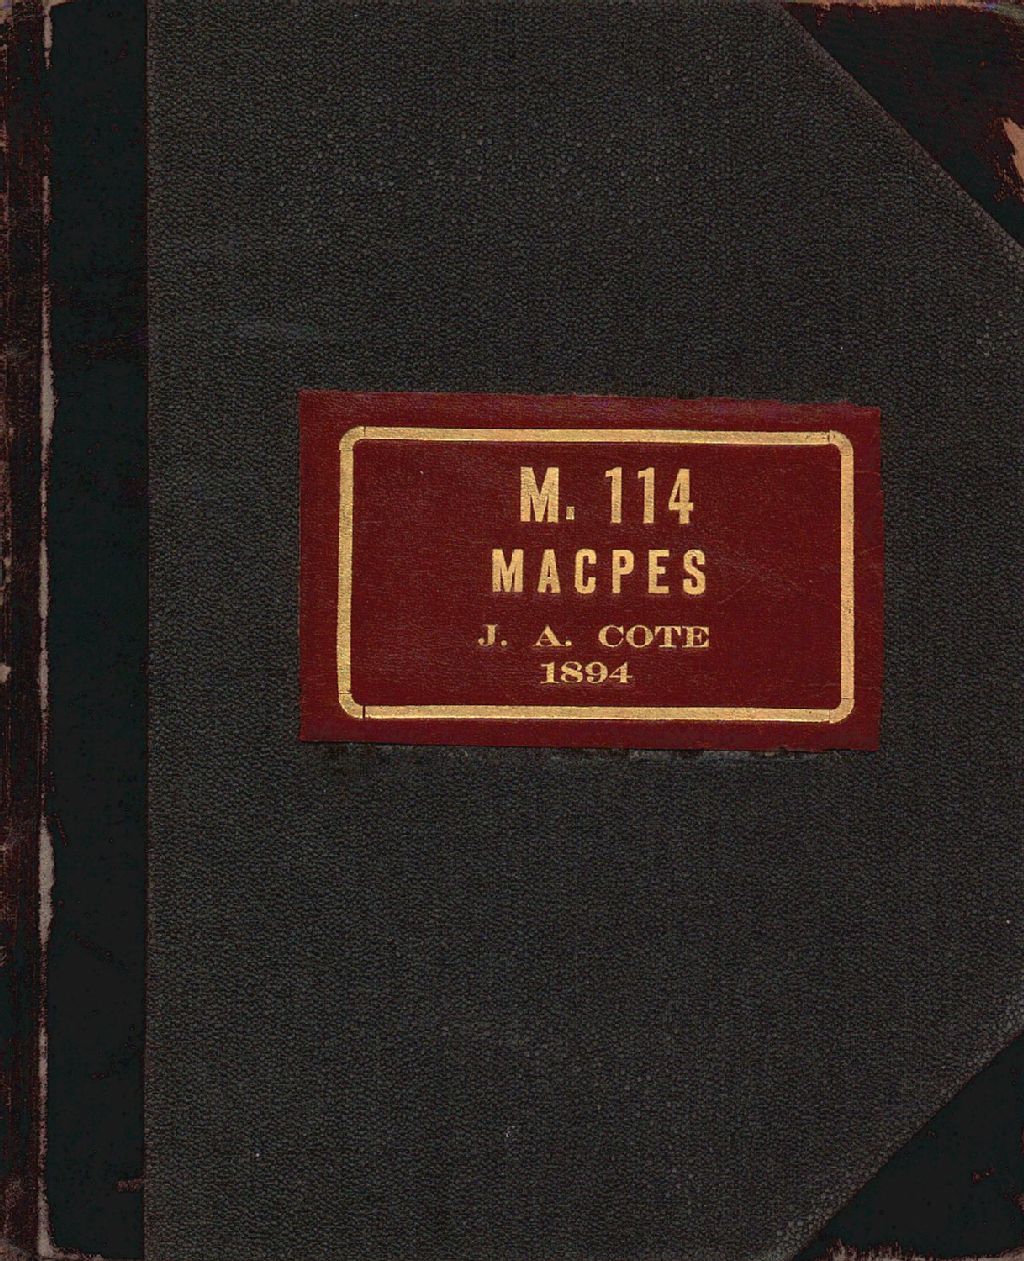 M. 114
MACPES
J. A. COTE
1894